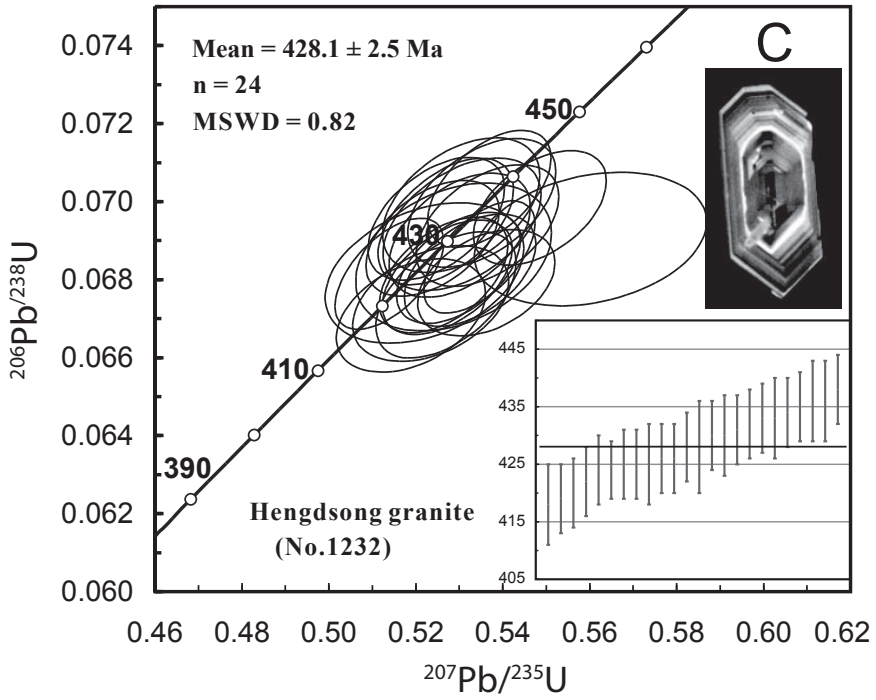 C
0.074
Mean = 428.1 ± 2.5 Ma
n = 24
MSWD = 0.82
0.072
450
0.070
430
0.068
0.066
410
0.064
390
0.062
0.060
206Pb/238U
Hengdsong granite
(No.1232)
445
435
425
415
405
0.46 0.48 0.50 0.52 0.54 0.56 0.58 0.60 0.62
207Pb/235U